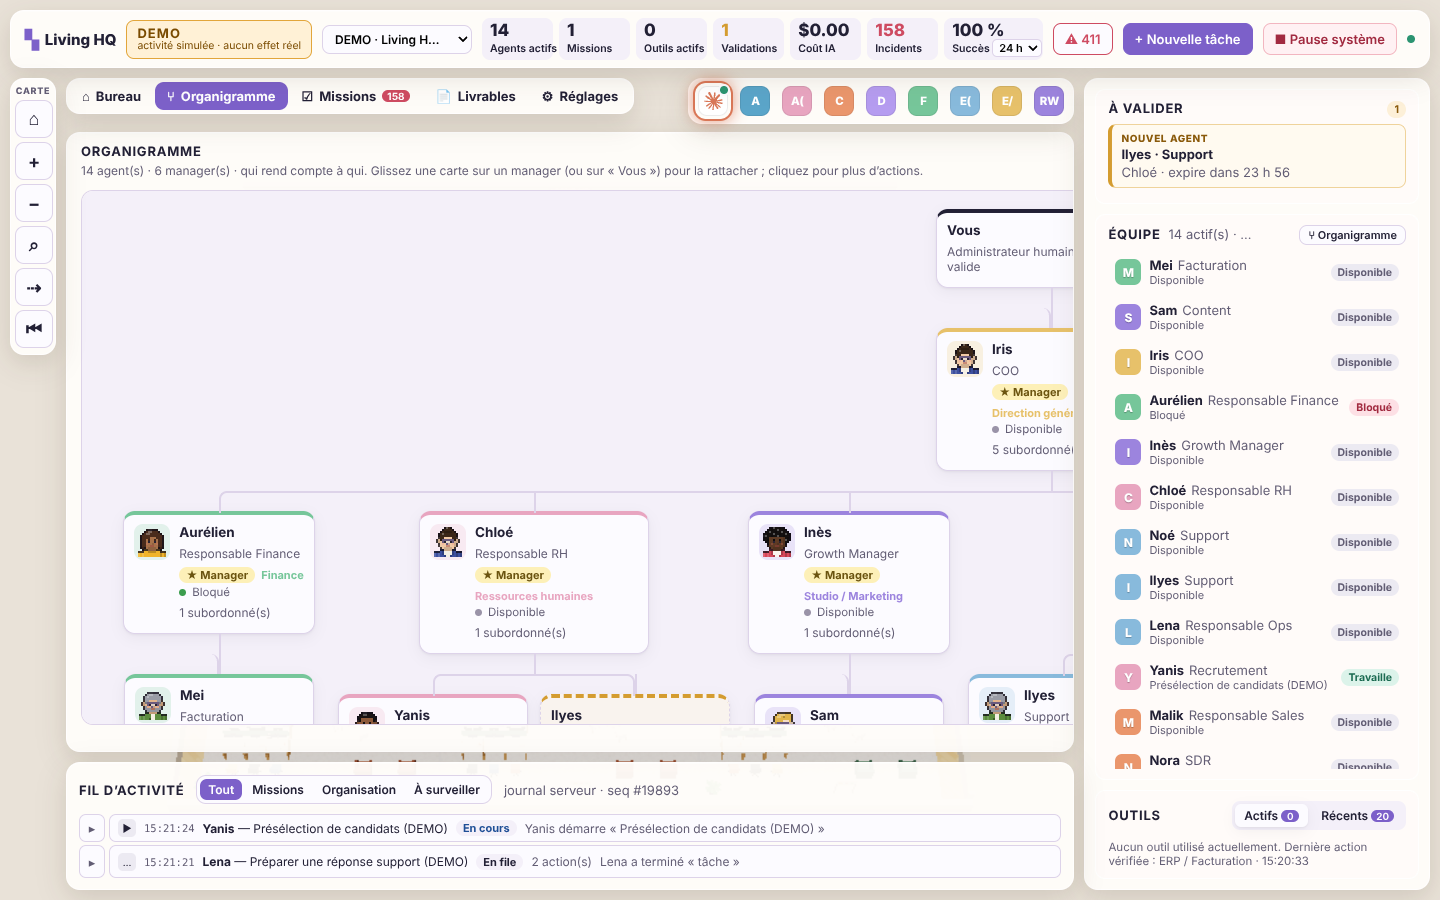 Living HQ
DEMO
activité simulée · aucun effet réel
DEMO · Living H...
14
Agents actifs
1
Missions
0
Outils actifs
1
Validations
$0.00
Coût IA
158
Incidents
100 %
Succès 24 h
411
+ Nouvelle tâche
Pause système
CARTE
Bureau
Organigramme
Missions 158
Livrables
Réglages
A
A(
C
D
F
E(
E/
RW
ORGANIGRAMME
14 agent(s) · 6 manager(s) · qui rend compte à qui. Glissez une carte sur un manager (ou sur « Vous ») pour la rattacher ; cliquez pour plus d’actions.
Vous
Administrateur humain
valide
Iris
COO
★ Manager
Direction génér
Disponible
5 subordonné(
Aurélien
Responsable Finance
★ Manager Finance
Bloqué
1 subordonné(s)
Chloé
Responsable RH
★ Manager
Ressources humaines
Disponible
1 subordonné(s)
Inès
Growth Manager
★ Manager
Studio / Marketing
Disponible
1 subordonné(s)
Mei
Facturation
Yanis
Ilyes
Sam
Ilyes
Support
FIL D’ACTIVITÉ
Tout
Missions
Organisation
À surveiller
journal serveur · seq #19893
15:21:24 Yanis — Présélection de candidats (DEMO) En cours Yanis démarre « Présélection de candidats (DEMO) »
... 15:21:21 Lena — Préparer une réponse support (DEMO) En file 2 action(s) Lena a terminé « tâche »
À VALIDER 1
NOUVEL AGENT
Ilyes · Support
Chloé · expire dans 23 h 56
ÉQUIPE 14 actif(s) · ... Organigramme
M Mei Facturation
Disponible
Disponible
S Sam Content
Disponible
Disponible
I Iris COO
Disponible
Disponible
A Aurélien Responsable Finance
Bloqué
Bloqué
I Inès Growth Manager
Disponible
Disponible
C Chloé Responsable RH
Disponible
Disponible
N Noé Support
Disponible
Disponible
I Ilyes Support
Disponible
Disponible
L Lena Responsable Ops
Disponible
Disponible
Y Yanis Recrutement
Présélection de candidats (DEMO)
Travaille
M Malik Responsable Sales
Disponible
Disponible
N Nora SDR
Disponible
OUTILS
Actifs 0
Récents 20
Aucun outil utilisé actuellement. Dernière action
vérifiée : ERP / Facturation · 15:20:33